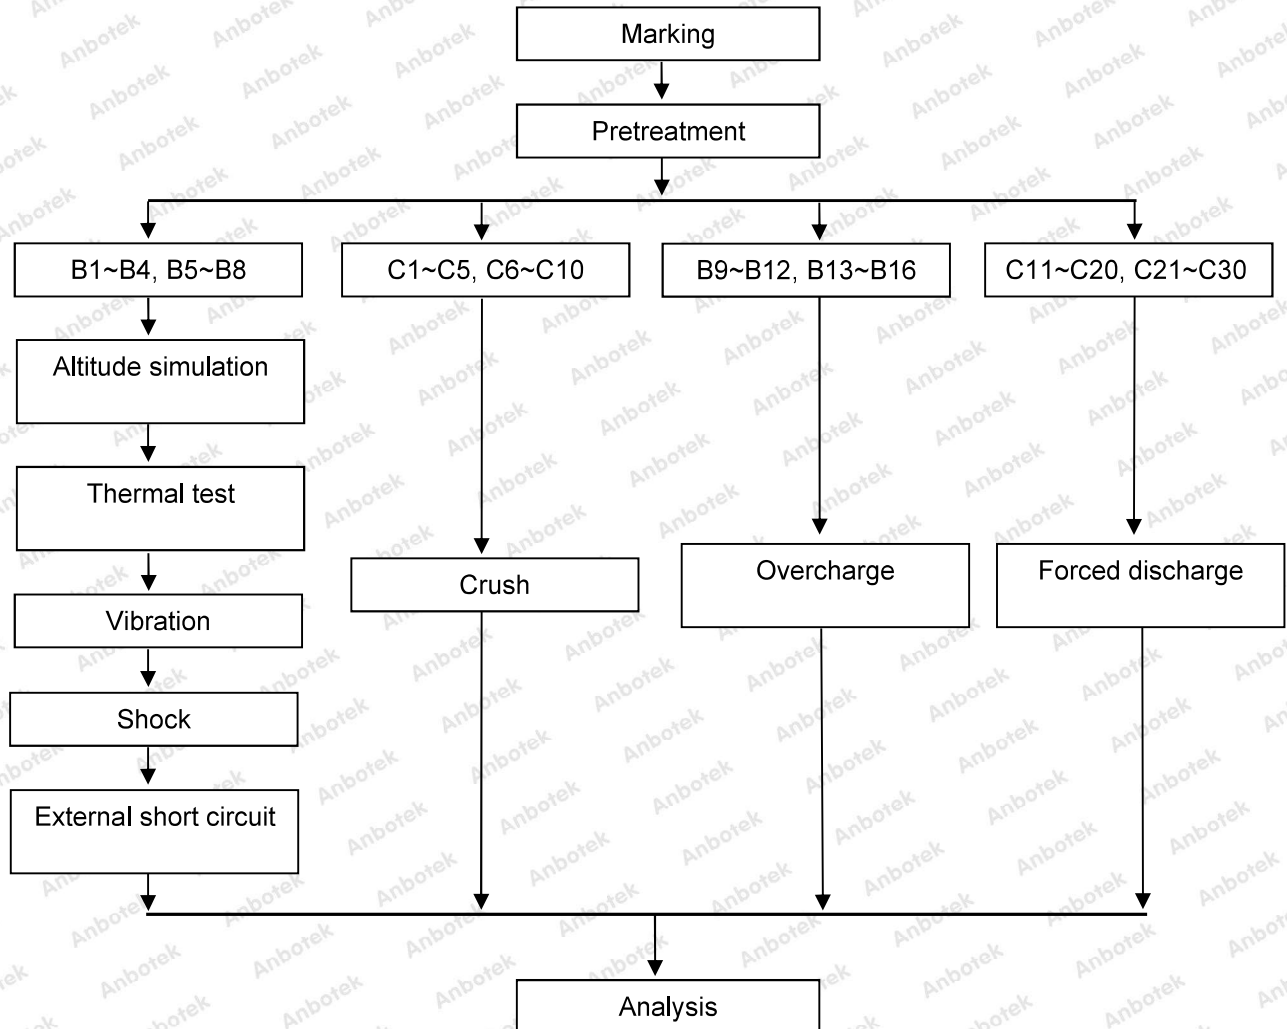 Marking
Pretreatment
B1~B4, B5~B8
C1~C5, C6~C10
B9~B12, B13~B16
C11~C20, C21~C30
Altitude simulation
Thermal test
Vibration
Shock
External short circuit
Crush
Overcharge
Forced discharge
Analysis
Anbotek